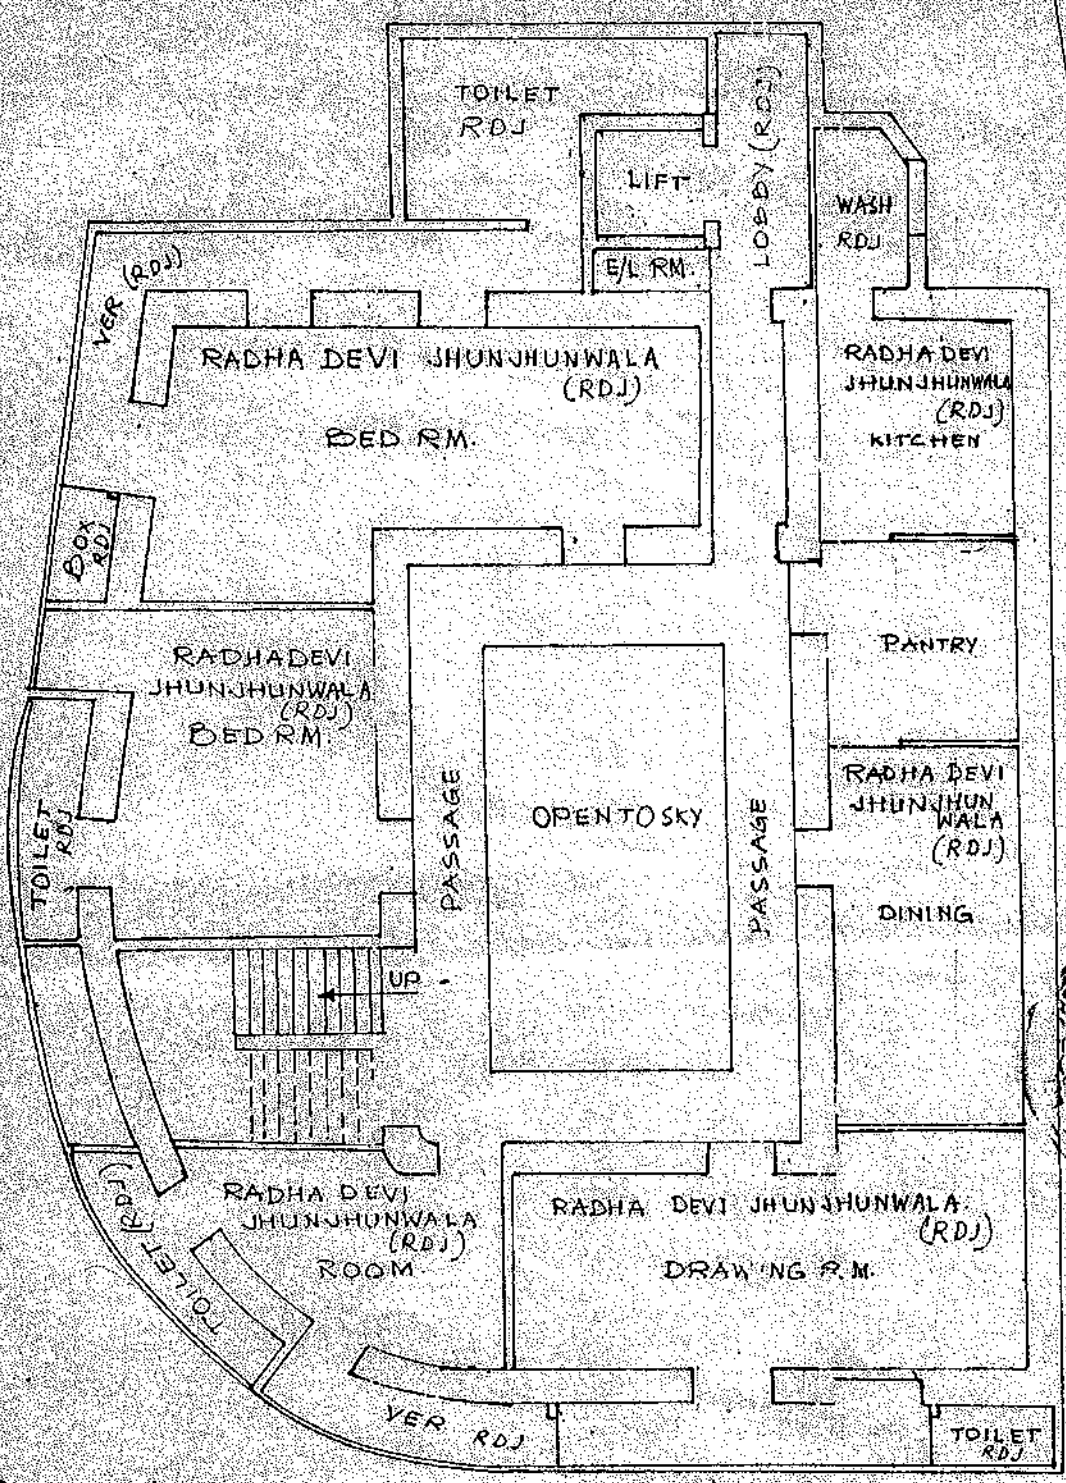 TOILET
RDJ
LOBBY (RDJ)
LIFT
WASH
RDJ
E/L RM.
VER (RDJ)
RADHA DEVI JHUNJHUNWALA
(RDJ)
BED RM.
RADHA DEVI
JHUNJHUNWALA
(RDJ)
KITCHEN
BOX
RDJ
RADHADEVI
JHUNJHUNWALA
(RDJ)
BED RM.
PANTRY
TOILET
RDJ
PASSAGE
OPEN TO SKY
PASSAGE
RADHA DEVI
JHUNJHUN
WALA
(RDJ)
DINING
UP
TOILET (RDJ)
RADHA DEVI
JHUNJHUNWALA
(RDJ)
ROOM
RADHA DEVI JHUNJHUNWALA.
(RDJ)
DRAWING RM.
VER RDJ
TOILET
RDJ